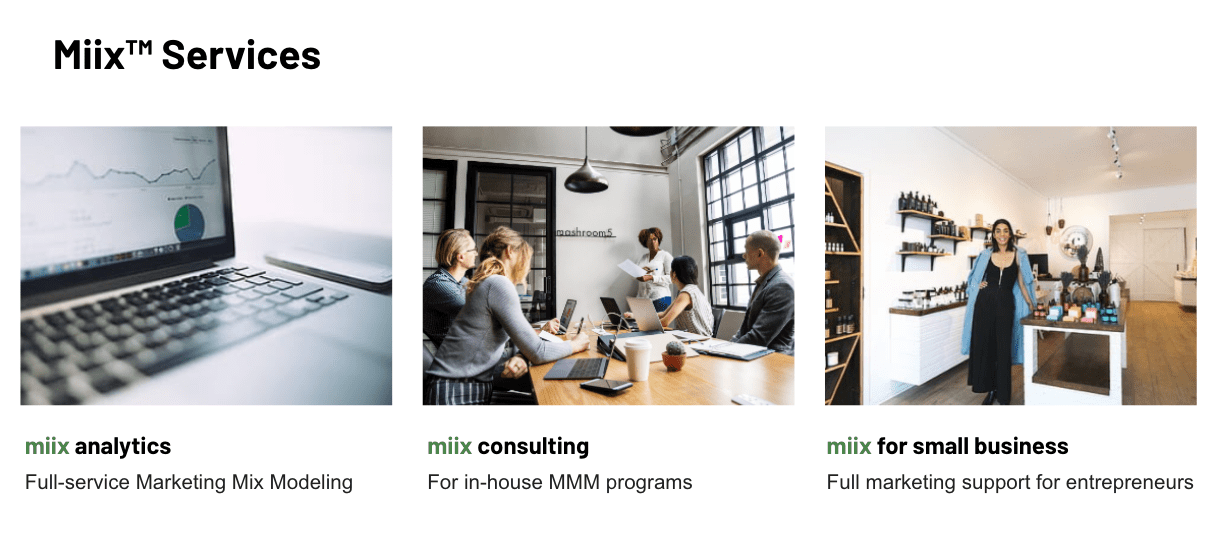 Miix™ Services
mashroom5
miix analytics
miix consulting
miix for small business
Full-service Marketing Mix Modeling
For in-house MMM programs
Full marketing support for entrepreneurs